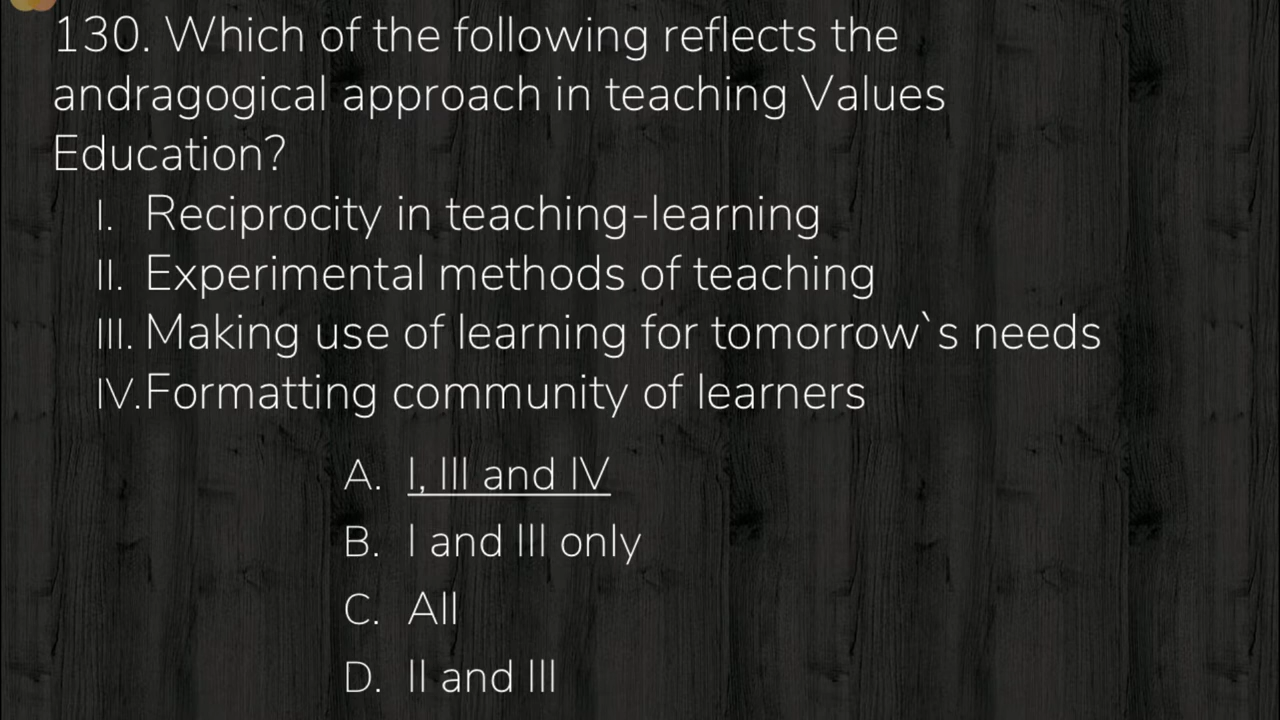 130. Which of the following reflects the
andragogical approach in teaching Values
Education?
I. Reciprocity in teaching-learning
II. Experimental methods of teaching
III. Making use of learning for tomorrow`s needs
IV.Formatting community of learners
A. I, III and IV
B. I and III only
C. All
D. II and III